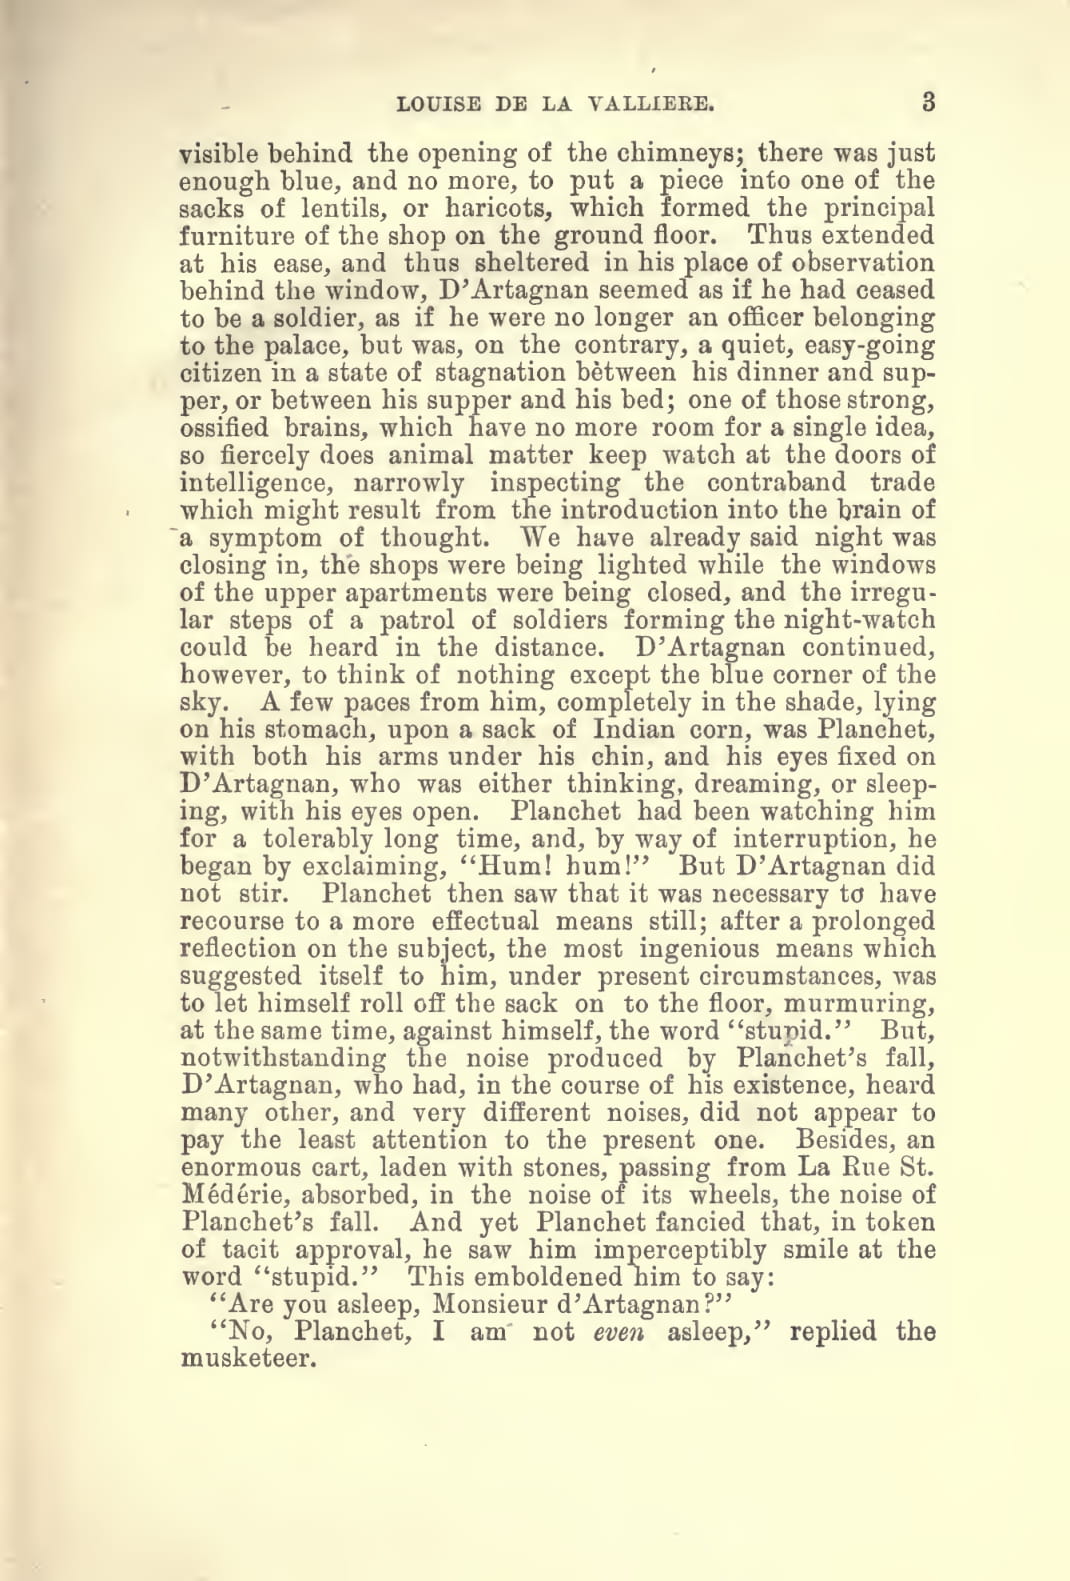 LOUISE DE LA VALLIERE. 3
visible behind the opening of the chimneys; there was just
enough blue, and no more, to put a piece into one of the
sacks of lentils, or haricots, which formed the principal
furniture of the shop on the ground floor. Thus extended
at his ease, and thus sheltered in his place of observation
behind the window, D’Artagnan seemed as if he had ceased
to be a soldier, as if he were no longer an officer belonging
to the palace, but was, on the contrary, a quiet, easy-going
citizen in a state of stagnation between his dinner and sup-
per, or between his supper and his bed; one of those strong,
ossified brains, which have no more room for a single idea,
so fiercely does animal matter keep watch at the doors of
intelligence, narrowly inspecting the contraband trade
which might result from the introduction into the brain of
a symptom of thought. We have already said night was
closing in, the shops were being lighted while the windows
of the upper apartments were being closed, and the irregu-
lar steps of a patrol of soldiers forming the night-watch
could be heard in the distance. D’Artagnan continued,
however, to think of nothing except the blue corner of the
sky. A few paces from him, completely in the shade, lying
on his stomach, upon a sack of Indian corn, was Planchet,
with both his arms under his chin, and his eyes fixed on
D’Artagnan, who was either thinking, dreaming, or sleep-
ing, with his eyes open. Planchet had been watching him
for a tolerably long time, and, by way of interruption, he
began by exclaiming, “Hum! hum!” But D’Artagnan did
not stir. Planchet then saw that it was necessary to have
recourse to a more effectual means still; after a prolonged
reflection on the subject, the most ingenious means which
suggested itself to him, under present circumstances, was
to let himself roll off the sack on to the floor, murmuring,
at the same time, against himself, the word “stupid.” But,
notwithstanding the noise produced by Planchet’s fall,
D’Artagnan, who had, in the course of his existence, heard
many other, and very different noises, did not appear to
pay the least attention to the present one. Besides, an
enormous cart, laden with stones, passing from La Rue St.
Médérie, absorbed, in the noise of its wheels, the noise of
Planchet’s fall. And yet Planchet fancied that, in token
of tacit approval, he saw him imperceptibly smile at the
word “stupid.” This emboldened him to say:
“Are you asleep, Monsieur d’Artagnan?”
“No, Planchet, I am not even asleep,” replied the
musketeer.